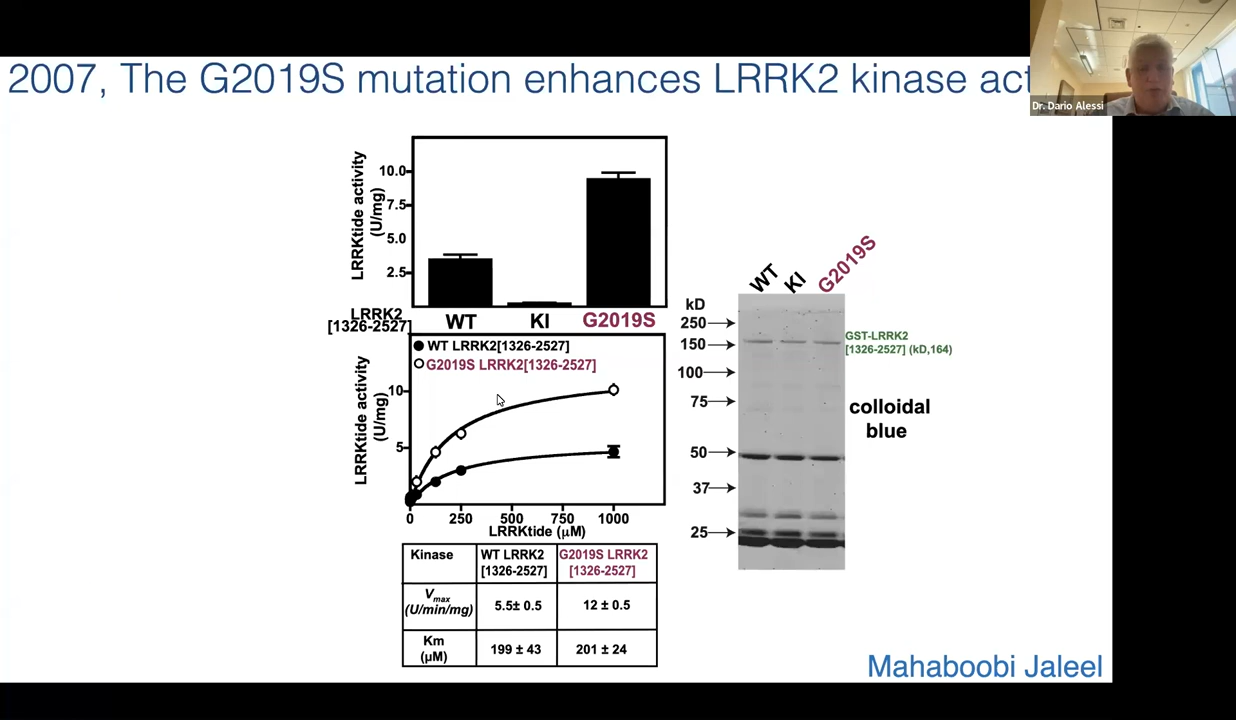 2007, The G2019S mutation enhances LRRK2 kinase act
Dr. Dario Alessi
LRRKtide activity
(U/mg)
10.0
7.5
5.0
2.5
LRRK2
[1326-2527]
WT KI G2019S
WT LRRK2[1326-2527]
G2019S LRRK2[1326-2527]
LRRKtide activity
(U/mg)
10
5
0 250 500 750 1000
LRRKtide (μM)
Kinase
WT LRRK2
[1326-2527]
G2019S LRRK2
[1326-2527]
Vmax
(U/min/mg)
5.5± 0.5
12 ± 0.5
Km
(μM)
199 ± 43
201 ± 24
WT KI G2019S
kD
250
150
100
75
50
37
25
GST-LRRK2
[1326-2527] (kD,164)
colloidal
blue
Mahaboobi Jaleel